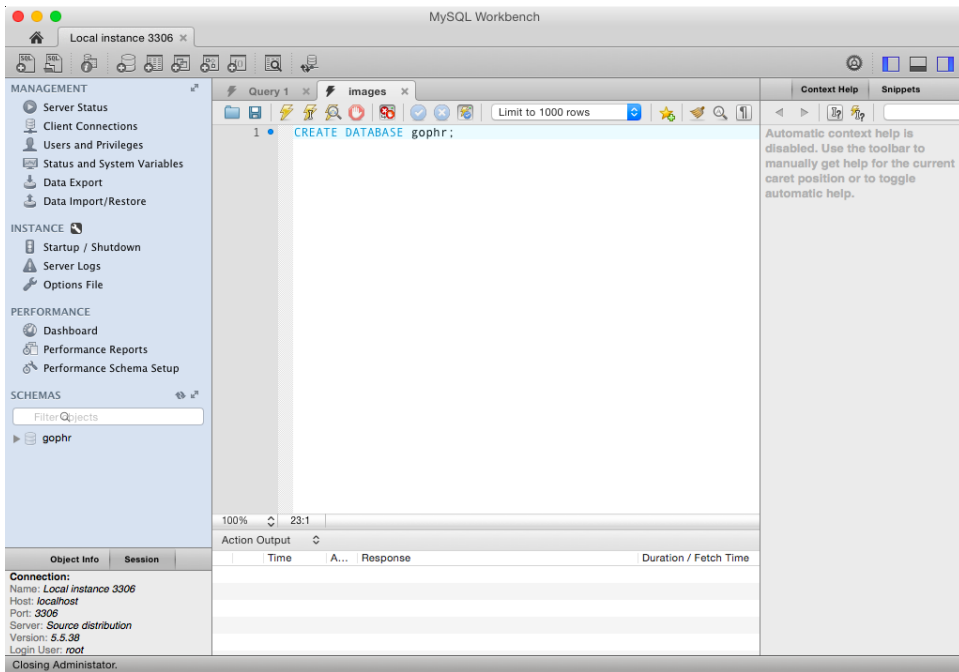 MySQL Workbench
Local instance 3306
MANAGEMENT
Server Status
Client Connections
Users and Privileges
Status and System Variables
Data Export
Data Import/Restore
INSTANCE
Startup / Shutdown
Server Logs
Options File
PERFORMANCE
Dashboard
Performance Reports
Performance Schema Setup
SCHEMAS
Filter Objects
gophr
Object Info Session
Connection:
Name: Local instance 3306
Host: localhost
Port: 3306
Server: Source distribution
Version: 5.5.38
Login User: root
Closing Administator.
Query 1 images
Limit to 1000 rows
1 CREATE DATABASE gophr;
100% 23:1
Action Output
Time A... Response Duration / Fetch Time
Context Help Snippets
Automatic context help is
disabled. Use the toolbar to
manually get help for the current
caret position or to toggle
automatic help.